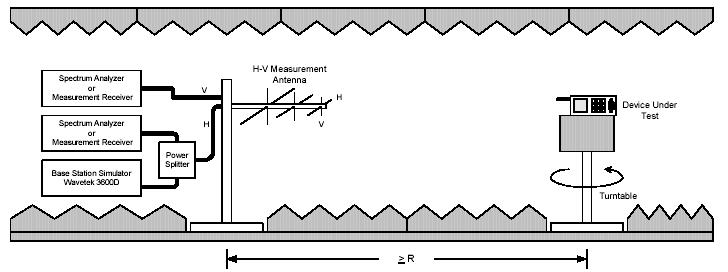 Spectrum Analyzer
or
Measurement Receiver
Spectrum Analyzer
or
Measurement Receiver
Base Station Simulator
Wavetek 3600D
Power
Splitter
V
H
H-V Measurement
Antenna
H
V
Device Under
Test
Turntable
≥ R